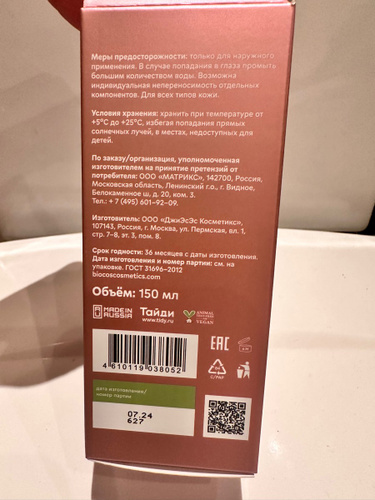 Меры предосторожности: только для наружного
применения. В случае попадания в глаза промыть
большим количеством воды. Возможна
индивидуальная непереносимость отдельных
компонентов. Для всех типов кожи.
Условия хранения: хранить при температуре от
+5°С до +25°С, избегая попадания прямых
солнечных лучей, в местах, недоступных для
детей.
По заказу/организация, уполномоченная
изготовителем на принятие претензий от
потребителя: ООО «МАТРИКС», 142700, Россия,
Московская область, Ленинский г.о., г. Видное,
Белокаменное ш, д. 20, ком. 3.
Тел.: + 7 (495) 601-92-09.
Изготовитель: ООО «ДжиЭсЭс Косметикс»,
107143, Россия, г. Москва, ул. Пермская, вл. 1,
стр. 7-8, эт. 3, пом. 8.
Срок годности: 36 месяцев с даты изготовления.
Дата изготовления и номер партии: см. на
упаковке. ГОСТ 31696-2012
biocoscosmetics.com
Объём: 150 мл
MADE IN
RUSSIA
Тайди
www.tidy.ru
VEGAN
EAC
4 610119 038052
C/PAP
дата изготовления/
номер партии
07.24
627